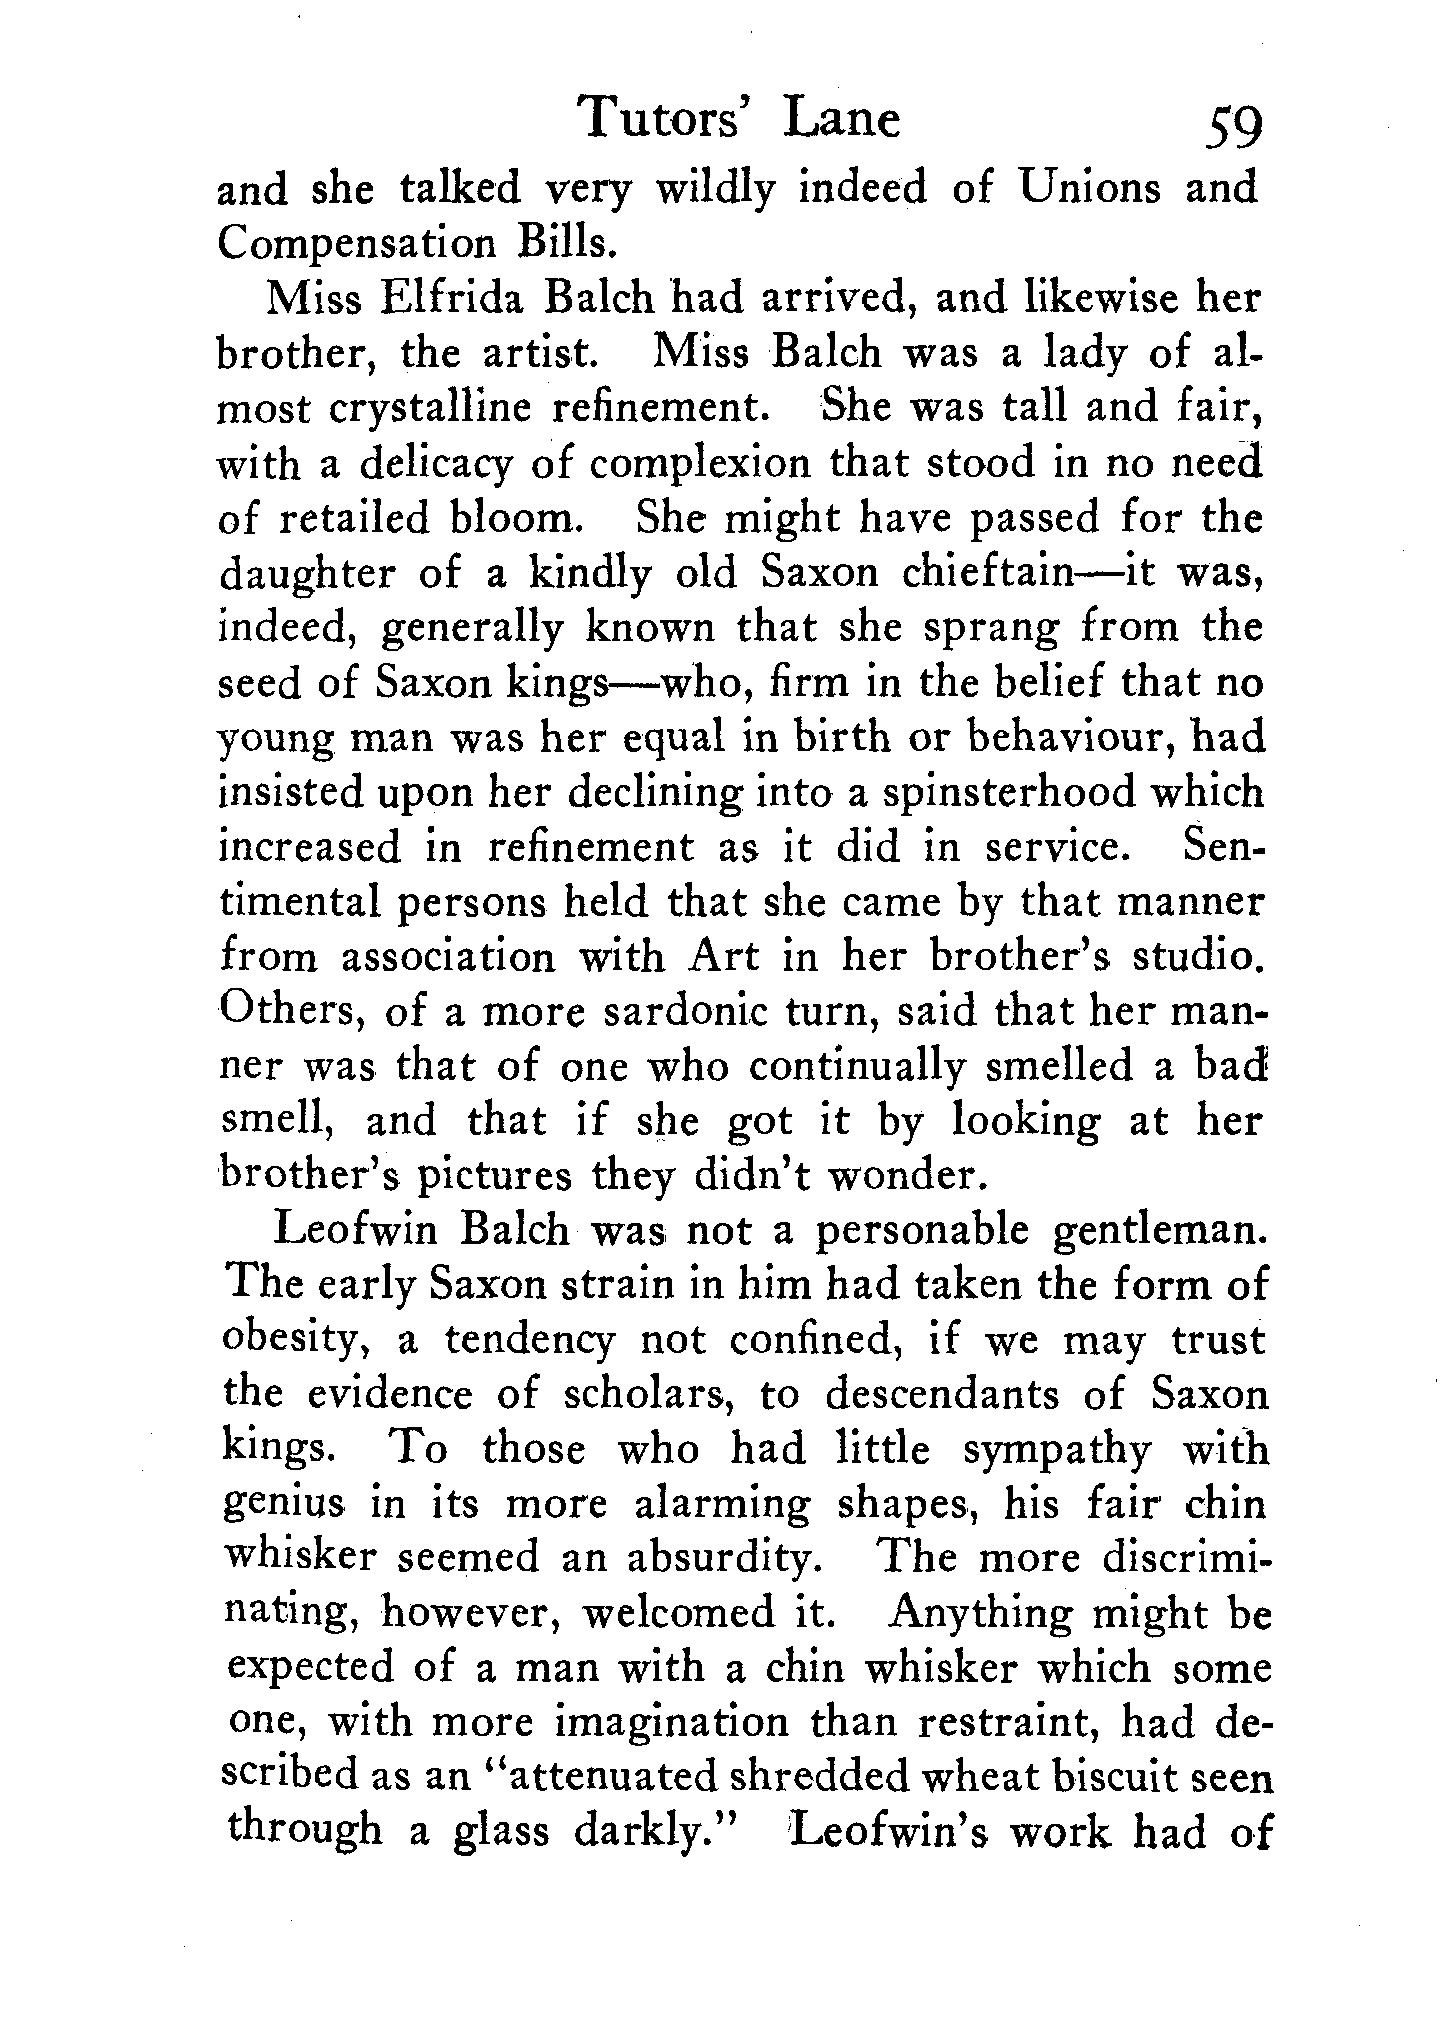 Tutors' Lane 59
and she talked very wildly indeed of Unions and
Compensation Bills.
Miss Elfrida Balch had arrived, and likewise her
brother, the artist. Miss Balch was a lady of al-
most crystalline refinement. She was tall and fair,
with a delicacy of complexion that stood in no need
of retailed bloom. She might have passed for the
daughter of a kindly old Saxon chieftain—it was,
indeed, generally known that she sprang from the
seed of Saxon kings—who, firm in the belief that no
young man was her equal in birth or behaviour, had
insisted upon her declining into a spinsterhood which
increased in refinement as it did in service. Sen-
timental persons held that she came by that manner
from association with Art in her brother's studio.
Others, of a more sardonic turn, said that her man-
ner was that of one who continually smelled a bad
smell, and that if she got it by looking at her
brother's pictures they didn't wonder.
Leofwin Balch was not a personable gentleman.
The early Saxon strain in him had taken the form of
obesity, a tendency not confined, if we may trust
the evidence of scholars, to descendants of Saxon
kings. To those who had little sympathy with
genius in its more alarming shapes, his fair chin
whisker seemed an absurdity. The more discrimi-
nating, however, welcomed it. Anything might be
expected of a man with a chin whisker which some
one, with more imagination than restraint, had de-
scribed as an "attenuated shredded wheat biscuit seen
through a glass darkly." Leofwin's work had of